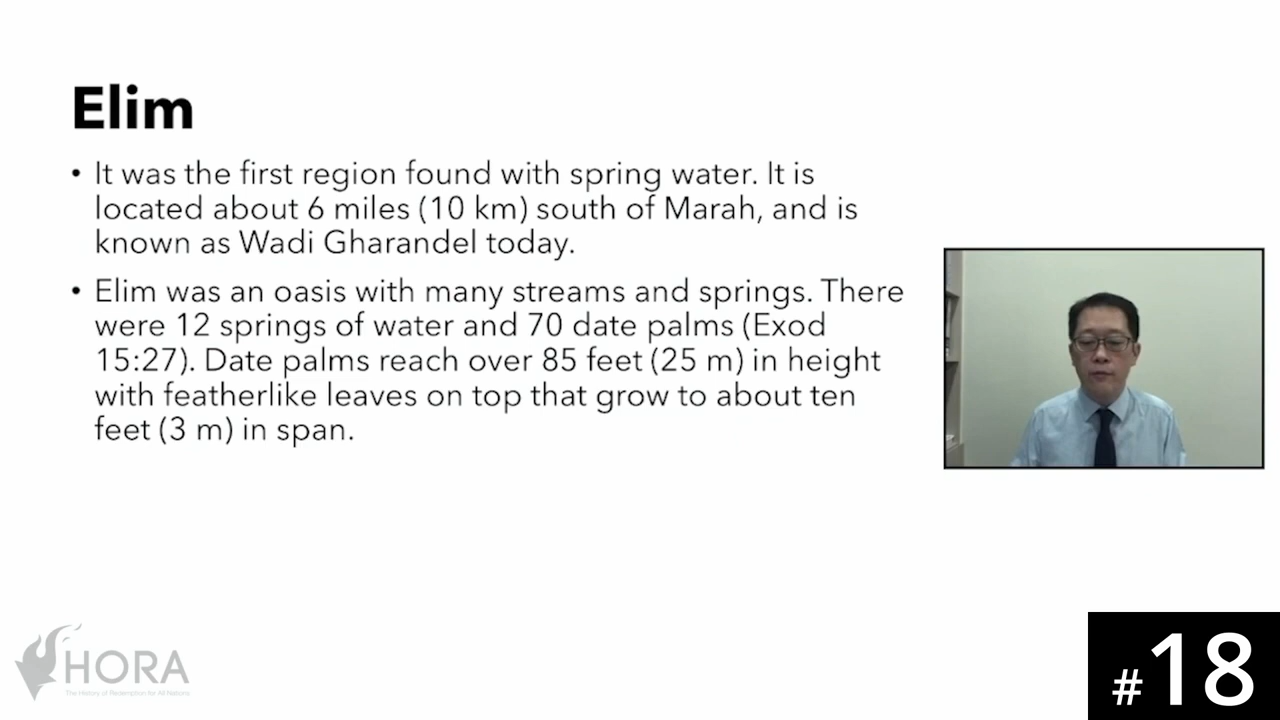 Elim
• It was the first region found with spring water. It is
located about 6 miles (10 km) south of Marah, and is
known as Wadi Gharandel today.
• Elim was an oasis with many streams and springs. There
were 12 springs of water and 70 date palms (Exod
15:27). Date palms reach over 85 feet (25 m) in height
with featherlike leaves on top that grow to about ten
feet (3 m) in span.
HORA
The History of Redemption for All Nations
#18